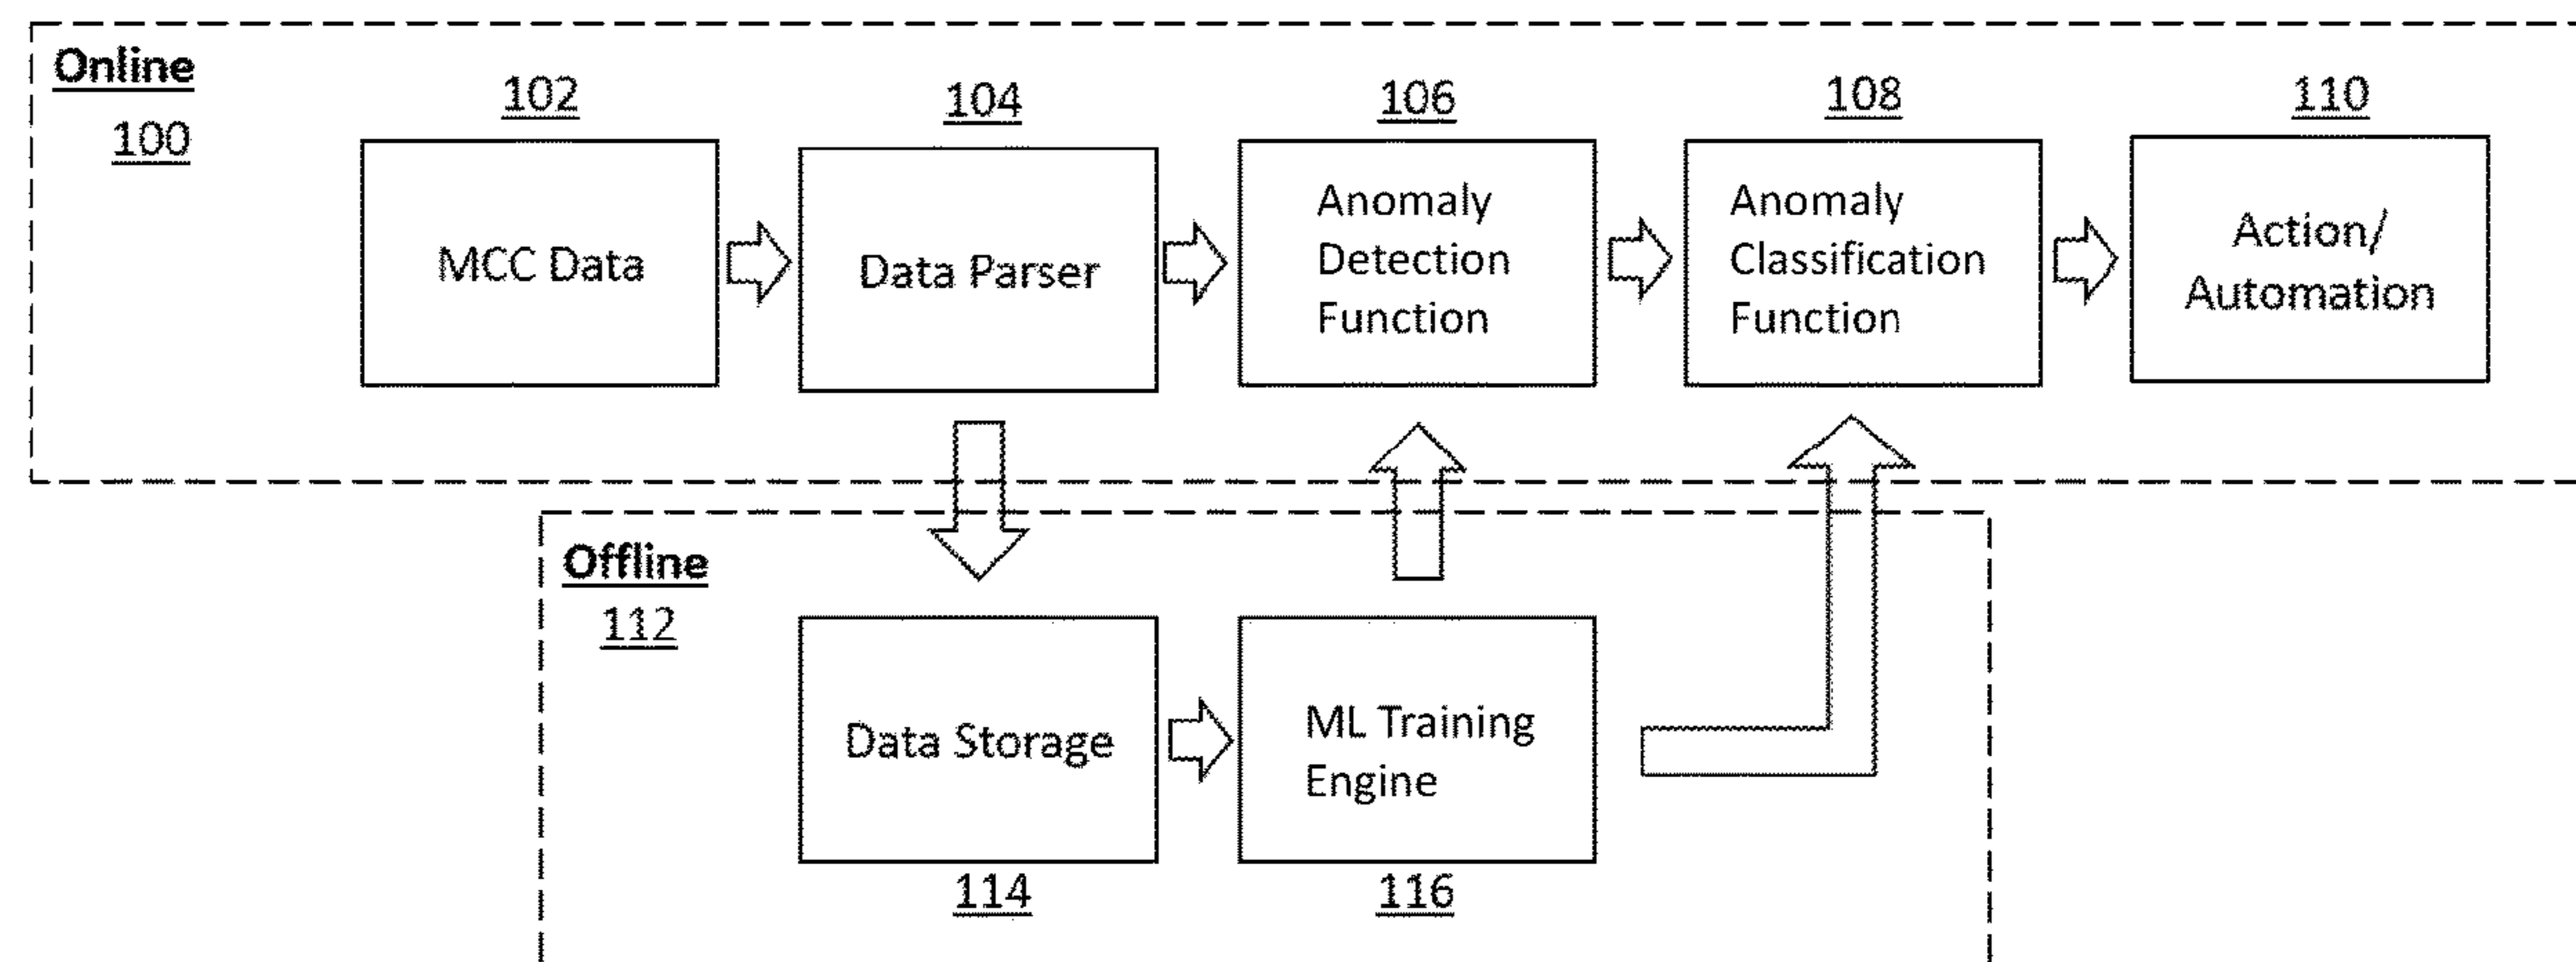 Online
100
102
MCC Data
104
Data Parser
106
Anomaly
Detection
Function
108
Anomaly
Classification
Function
110
Action/
Automation
Offline
112
Data Storage
114
ML Training
Engine
116